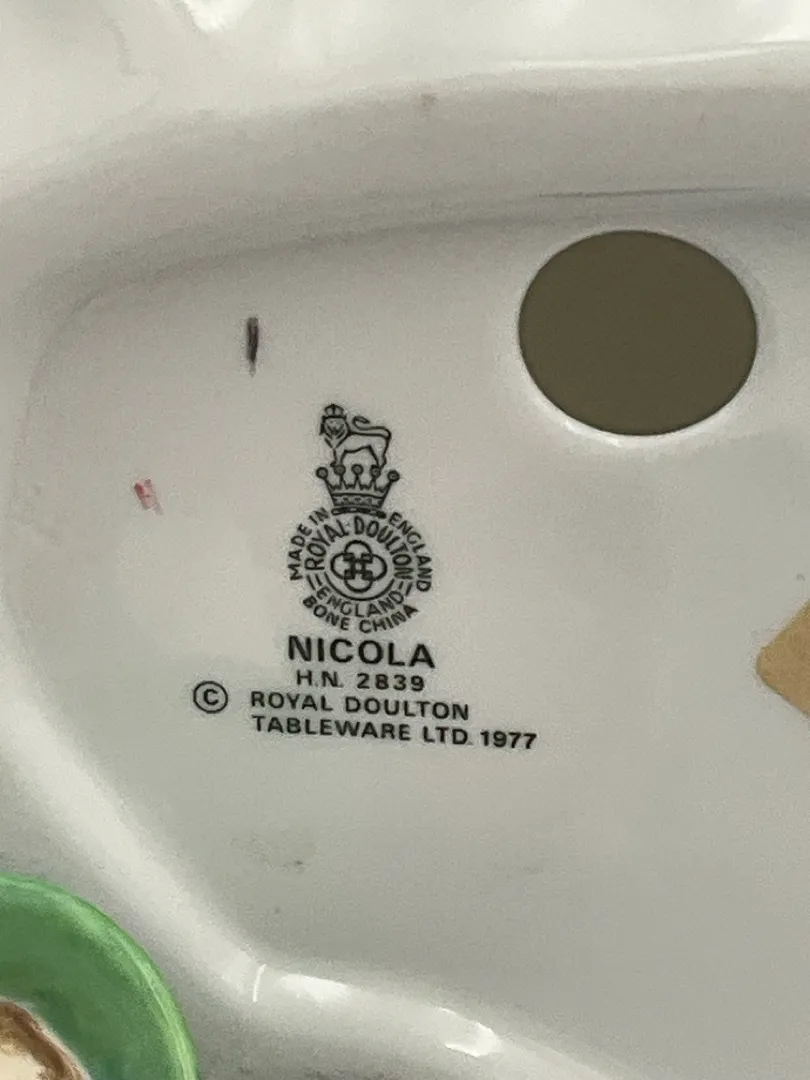 MADE IN ENGLAND
ROYAL DOULTON
ENGLAND
BONE CHINA
NICOLA
H.N. 2839
© ROYAL DOULTON
TABLEWARE LTD. 1977